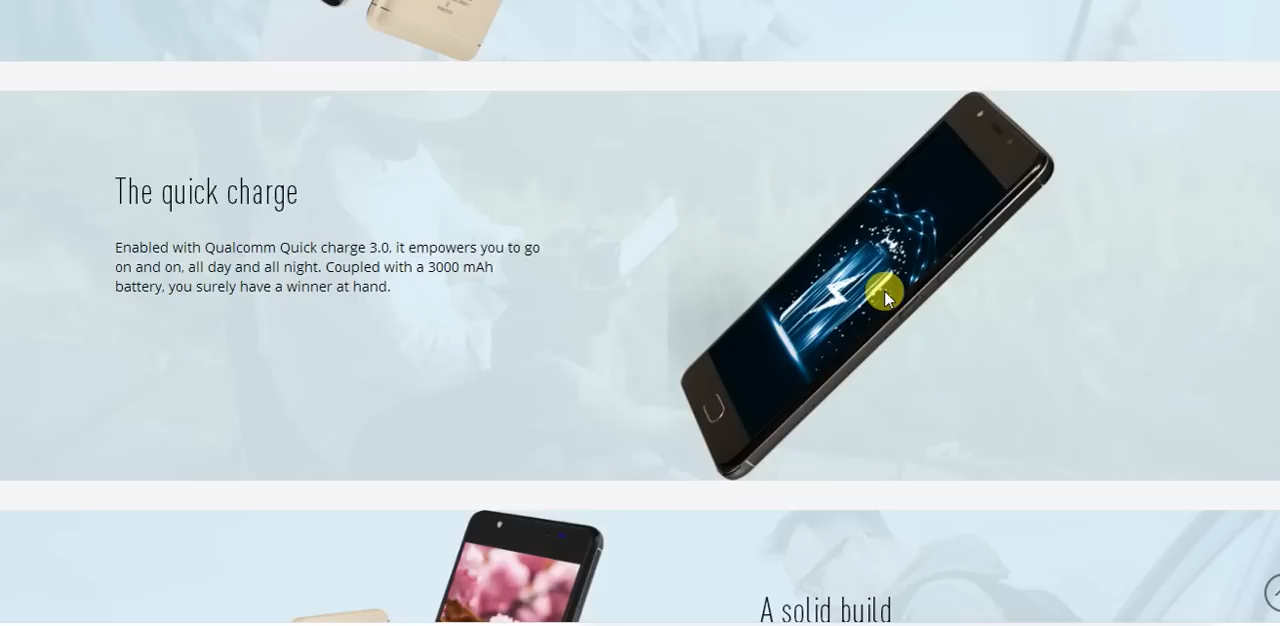 The quick charge
Enabled with Qualcomm Quick charge 3.0, it empowers you to go
on and on, all day and all night. Coupled with a 3000 mAh
battery, you surely have a winner at hand.
A solid build